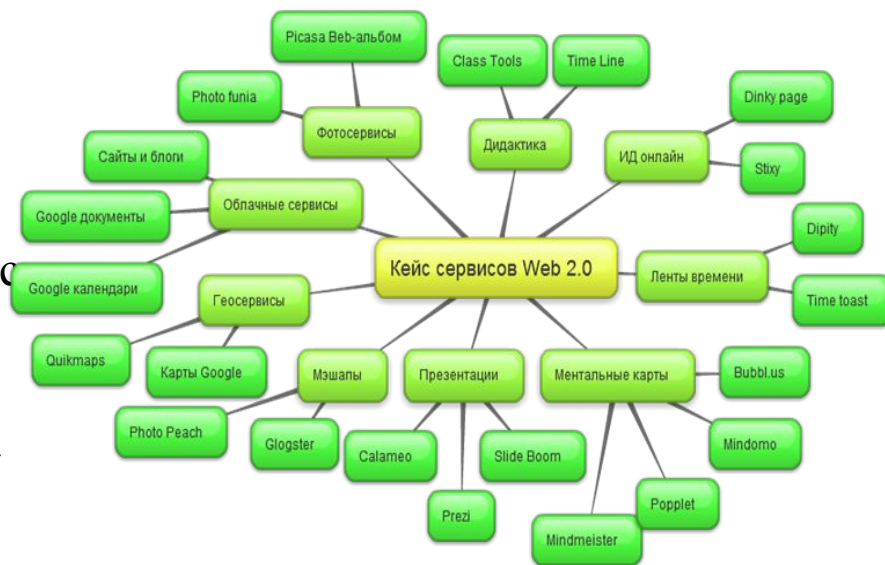 Picasa Веб-альбом
Class Tools
Time Line
Photo funia
Dinky page
Фотосервисы
Дидактика
ИД онлайн
Сайты и блоги
Stixy
Облачные сервисы
Google документы
Dipity
Кейс сервисов Web 2.0
Ленты времени
с
Google календари
Геосервисы
Time toast
Quikmaps
Карты Google
Мэшапы
Презентации
Ментальные карты
Bubbl.us
Photo Peach
Glogster
Calameo
Slide Boom
Mindomo
Prezi
Popplet
Mindmeister